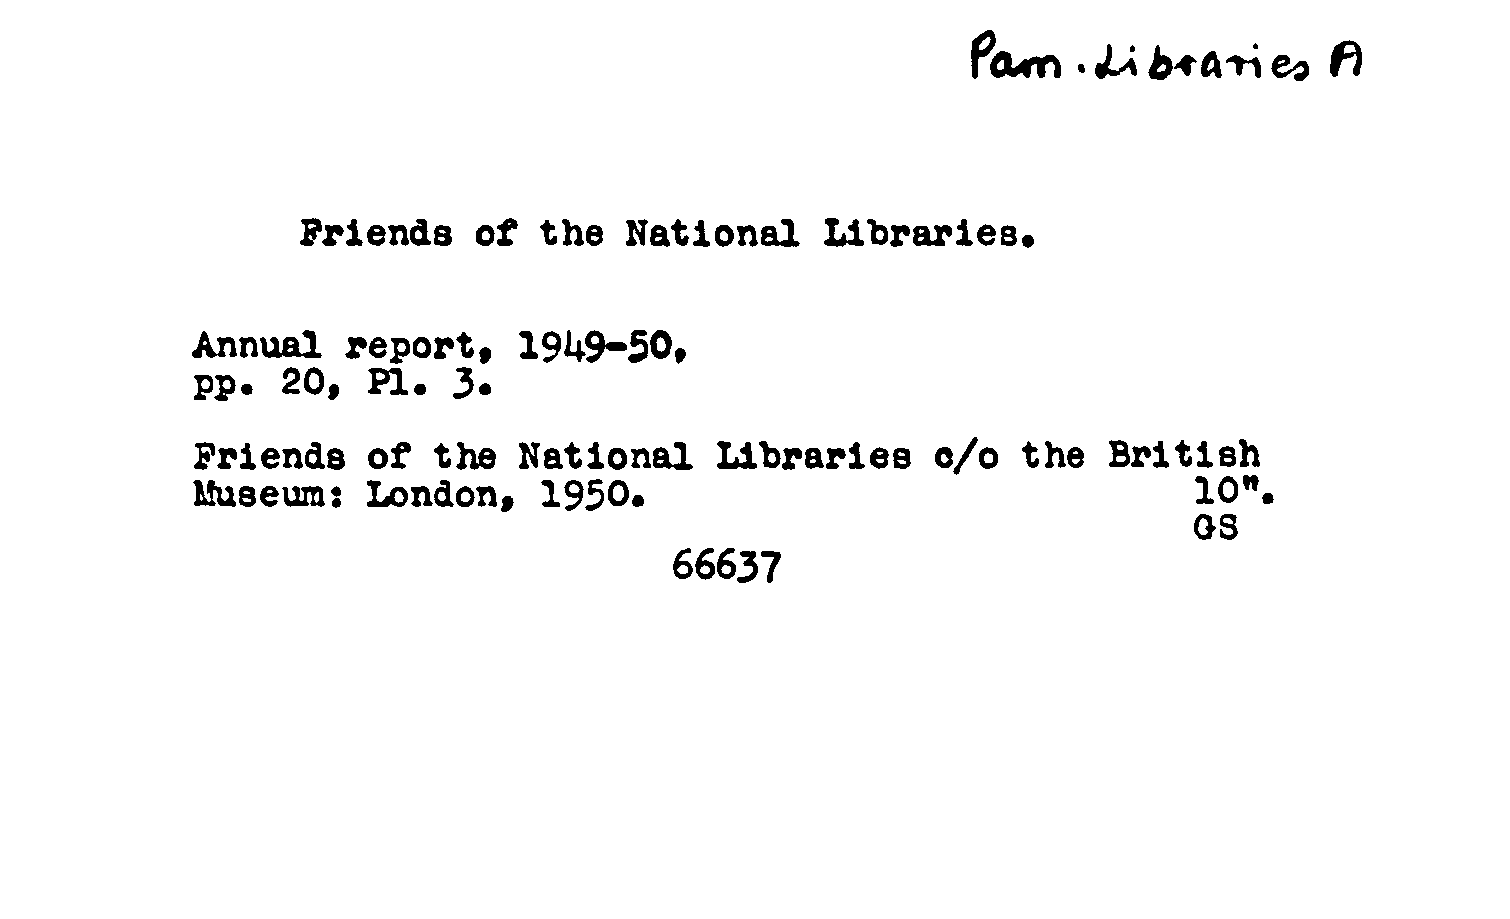 Pam. Libraries A
Friends of the National Libraries.
Annual report, 1949-50,
pp. 20, Pl. 3.
Friends of the National Libraries c/o the British
Museum: London, 1950. 10".
GS
66637